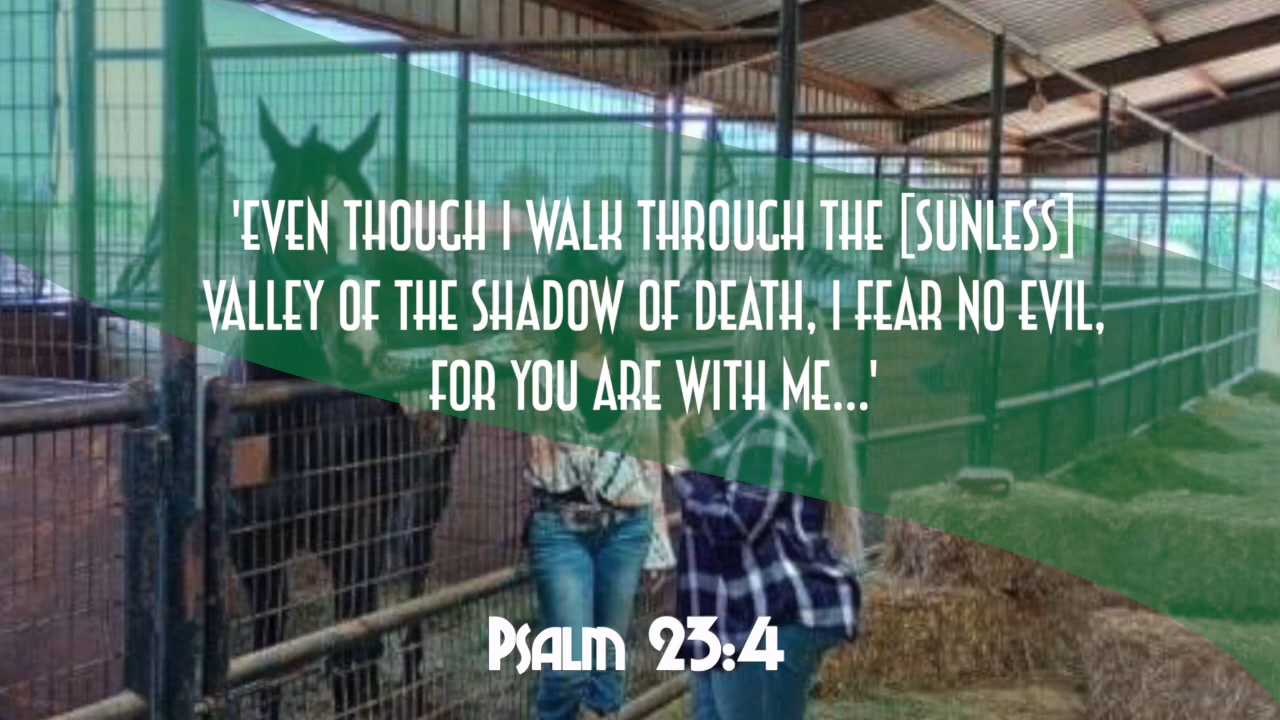 'EVEN THOUGH I WALK THROUGH THE [SUNLESS]
VALLEY OF THE SHADOW OF DEATH, I FEAR NO EVIL,
FOR YOU ARE WITH ME...'
PSALM 23:4